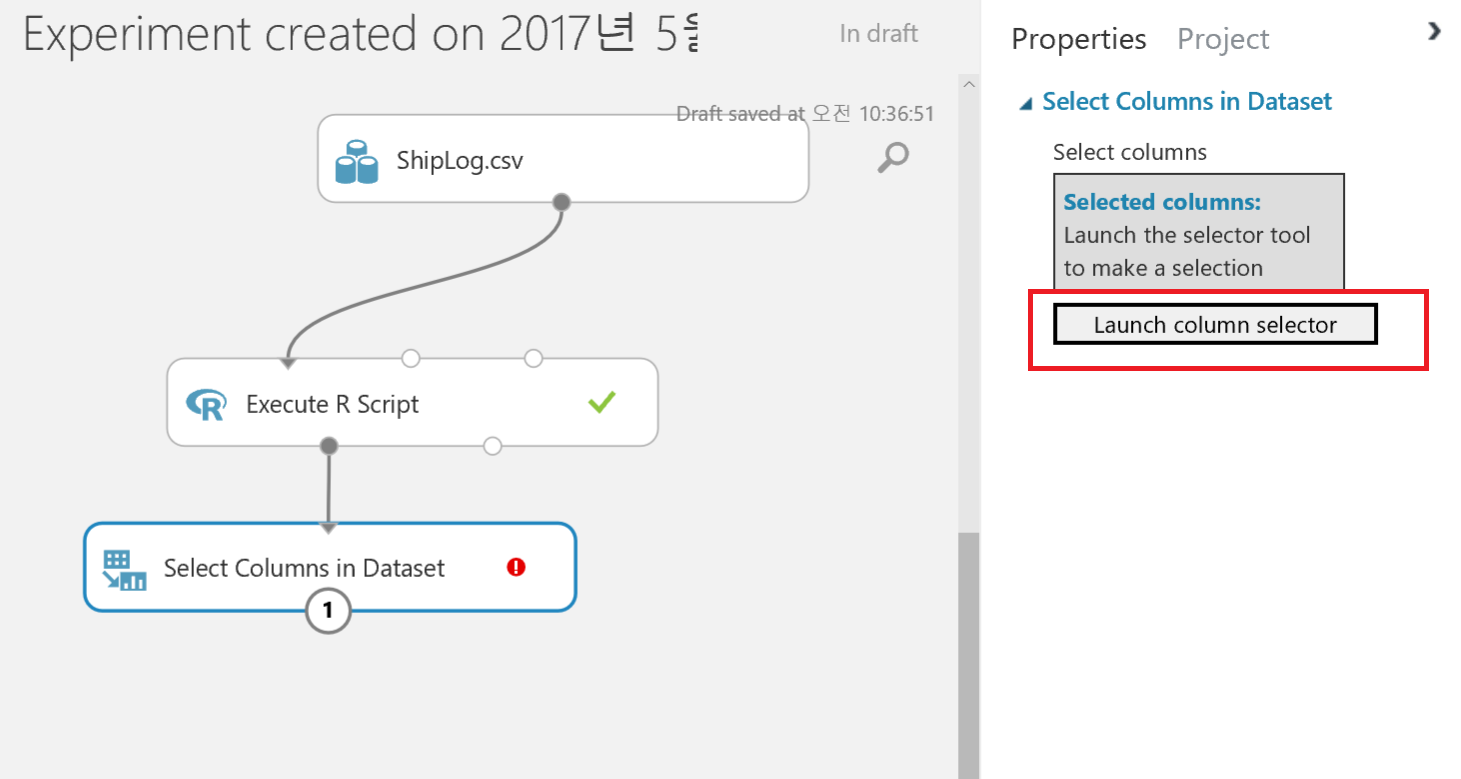 Experiment created on 2017년 5월
In draft
Draft saved at 오전 10:36:51
ShipLog.csv
Execute R Script
Select Columns in Dataset
1
Properties Project
Select Columns in Dataset
Select columns
Selected columns:
Launch the selector tool
to make a selection
Launch column selector